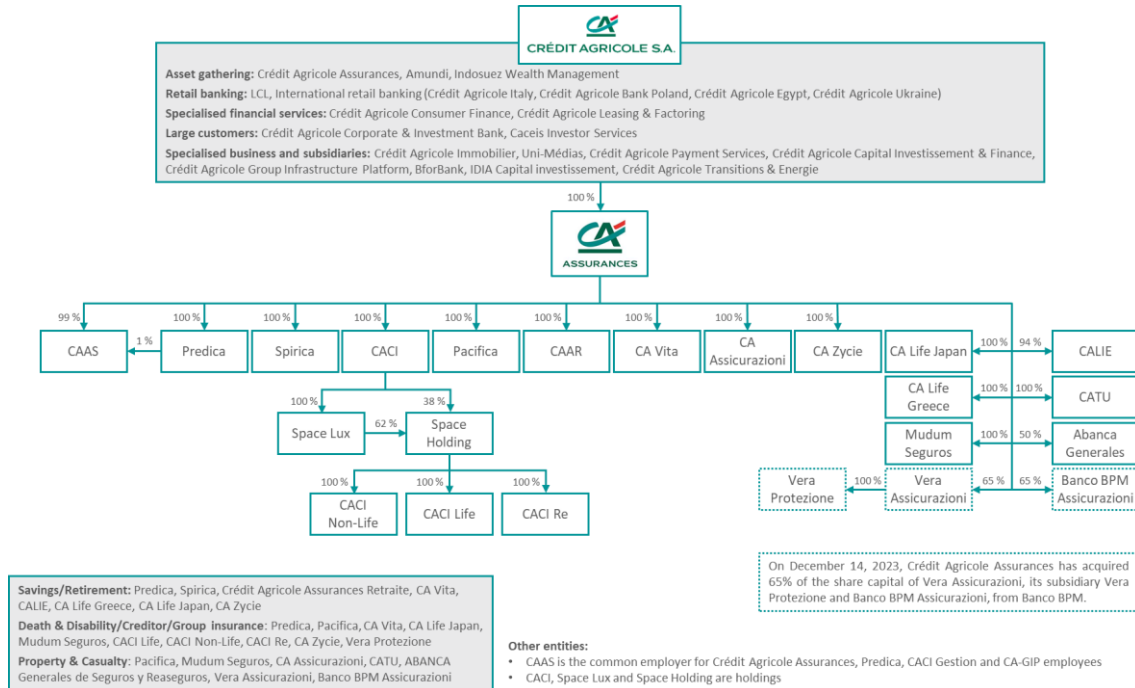 CRÉDIT AGRICOLE S.A.
Asset gathering: Crédit Agricole Assurances, Amundi, Indosuez Wealth Management
Retail banking: LCL, International retail banking (Crédit Agricole Italy, Crédit Agricole Bank Poland, Crédit Agricole Egypt, Crédit Agricole Ukraine)
Specialised financial services: Crédit Agricole Consumer Finance, Crédit Agricole Leasing & Factoring
Large customers: Crédit Agricole Corporate & Investment Bank, Caceis Investor Services
Specialised business and subsidiaries: Crédit Agricole Immobilier, Uni-Médias, Crédit Agricole Payment Services, Crédit Agricole Capital Investissement & Finance,
Crédit Agricole Group Infrastructure Platform, BforBank, IDIA Capital investissement, Crédit Agricole Transitions & Energie
100 %
ASSURANCES
99 %
100 %
100 %
100 %
100 %
100 %
100 %
100 %
100 %
CAAS
1 %
Predica
Spirica
CACI
Pacifica
CAAR
CA Vita
CA
Assicurazioni
CA Zycie
CA Life Japan
100 %
94 %
CALIE
CA Life
Greece
100 %
100 %
CATU
Mudum
Seguros
100 %
50 %
Abanca
Generales
Vera
Protezione
100 %
Vera
Assicurazioni
65 %
65 %
Banco BPM
Assicurazioni
100 %
38 %
Space Lux
62 %
Space
Holding
100 %
100 %
100 %
CACI
Non-Life
CACI Life
CACI Re
On December 14, 2023, Crédit Agricole Assurances has acquired
65% of the share capital of Vera Assicurazioni, its subsidiary Vera
Protezione and Banco BPM Assicurazioni, from Banco BPM.
Savings/Retirement: Predica, Spirica, Crédit Agricole Assurances Retraite, CA Vita,
CALIE, CA Life Greece, CA Life Japan, CA Zycie
Death & Disability/Creditor/Group insurance: Predica, Pacifica, CA Vita, CA Life Japan,
Mudum Seguros, CACI Life, CACI Non-Life, CACI Re, CA Zycie, Vera Protezione
Property & Casualty: Pacifica, Mudum Seguros, CA Assicurazioni, CATU, ABANCA
Generales de Seguros y Reaseguros, Vera Assicurazioni, Banco BPM Assicurazioni
Other entities:
• CAAS is the common employer for Crédit Agricole Assurances, Predica, CACI Gestion and CA-GIP employees
• CACI, Space Lux and Space Holding are holdings